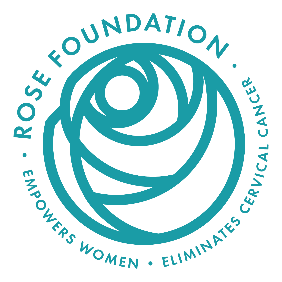 · ROSE FOUNDATION ·
EMPOWERS WOMEN · ELIMINATES CERVICAL CANCER